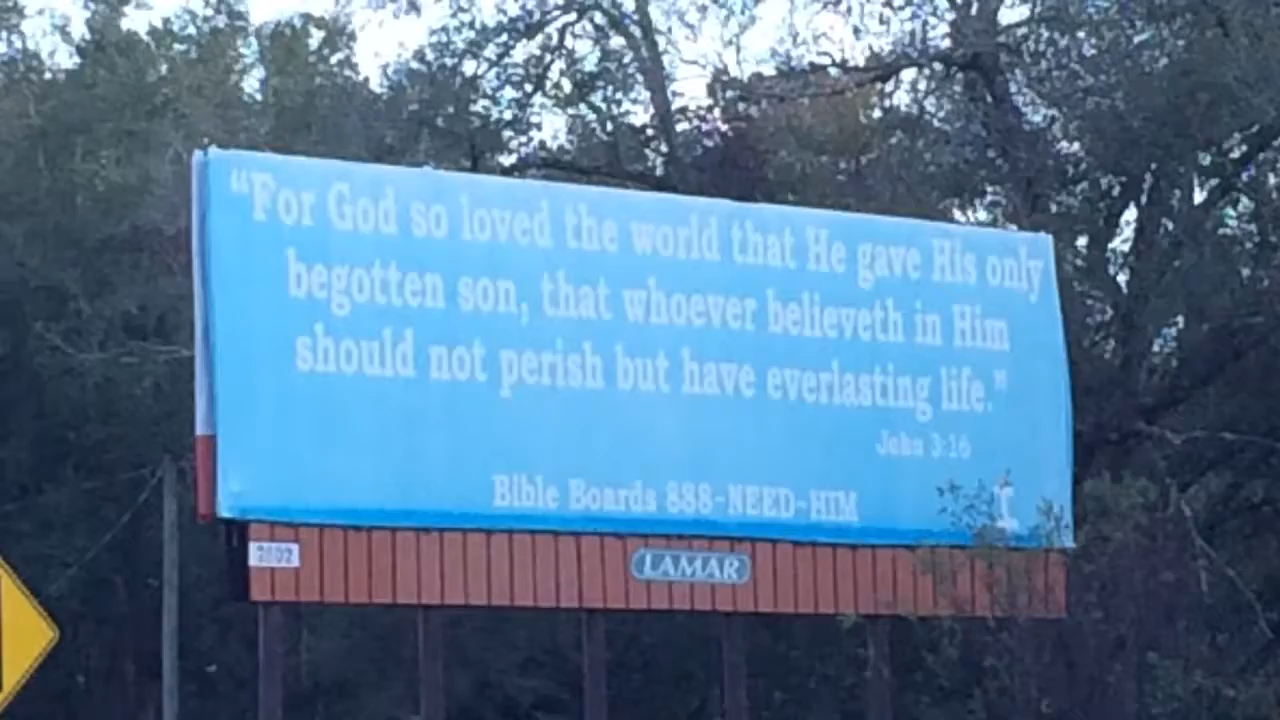 “For God so loved the world that He gave His only
begotten son, that whoever believeth in Him
should not perish but have everlasting life.”
John 3:16
Bible Boards 888-NEED-HIM
LAMAR